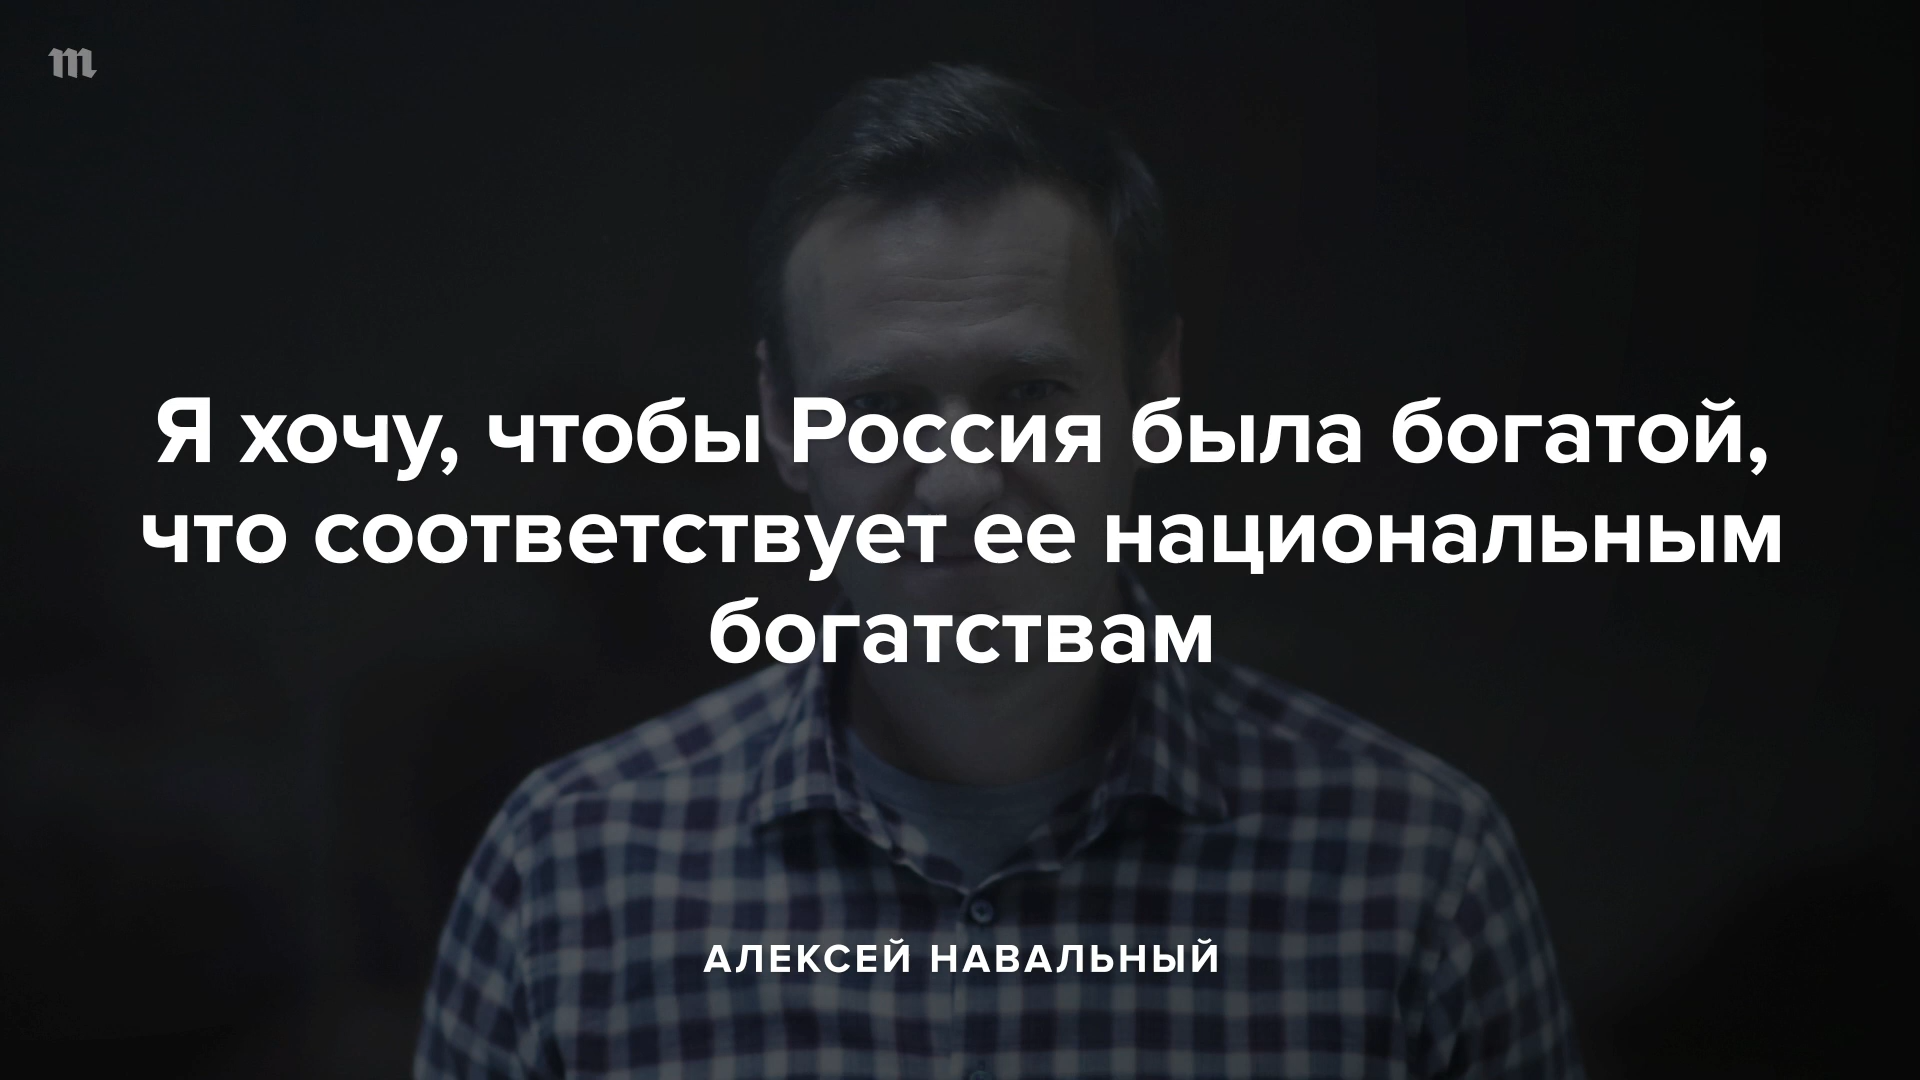 m
Я хочу, чтобы Россия была богатой,
что соответствует ее национальным
богатствам
АЛЕКСЕЙ НАВАЛЬНЫЙ